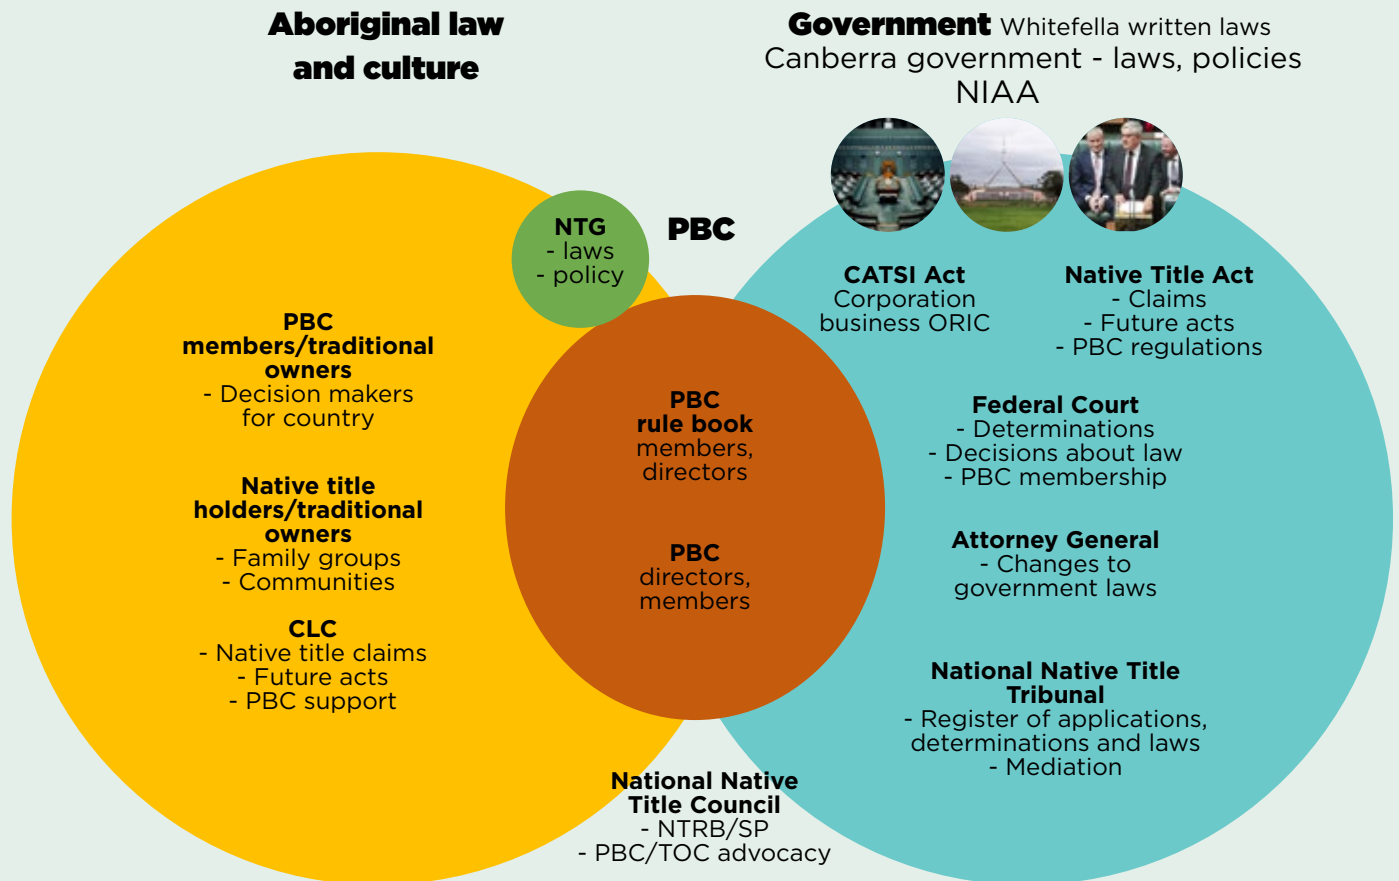 Aboriginal law
and culture
Government Whitefella written laws
Canberra government - laws, policies
NIAA
NTG
- laws
- policy
PBC
PBC
members/traditional
owners
- Decision makers
for country
Native title
holders/traditional
owners
- Family groups
- Communities
CLC
- Native title claims
- Future acts
- PBC support
PBC
rule book
members,
directors
PBC
directors,
members
CATSI Act
Corporation
business ORIC
Native Title Act
- Claims
- Future acts
- PBC regulations
Federal Court
- Determinations
- Decisions about law
- PBC membership
Attorney General
- Changes to
government laws
National Native Title
Tribunal
- Register of applications,
determinations and laws
- Mediation
National Native
Title Council
- NTRB/SP
- PBC/TOC advocacy